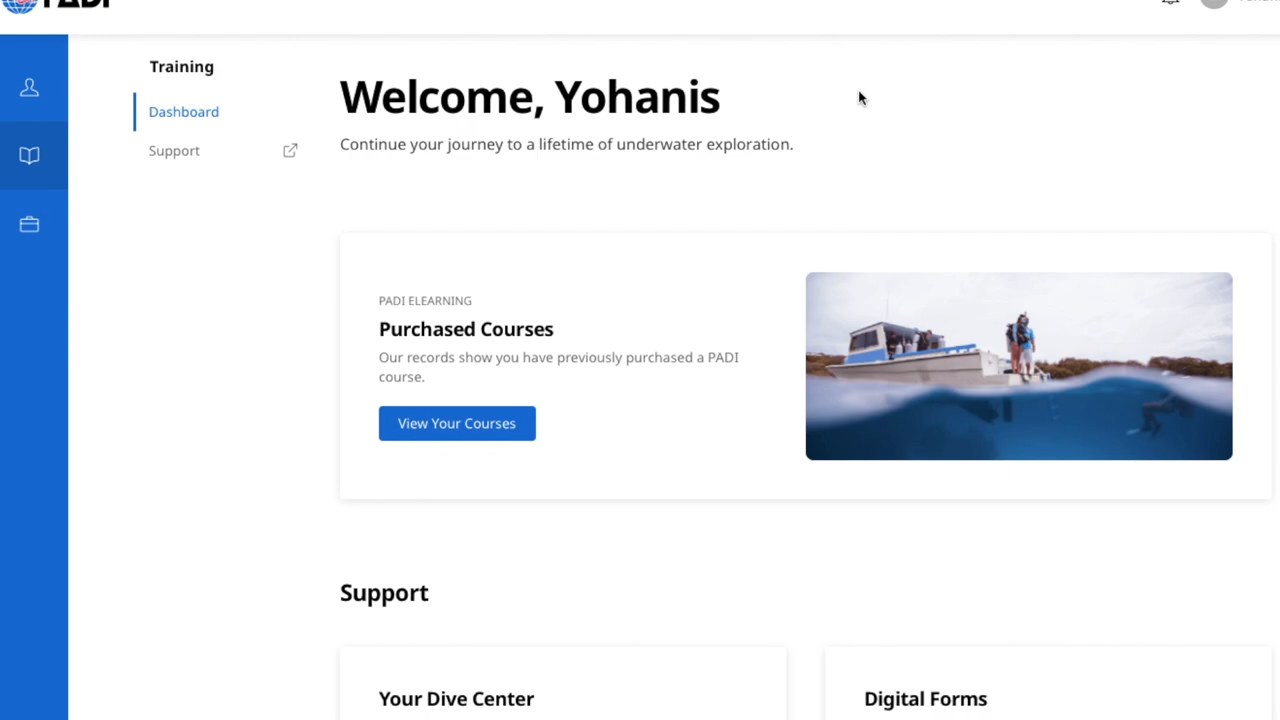 PADI
Training
Dashboard
Support
Welcome, Yohanis
Continue your journey to a lifetime of underwater exploration.
PADI ELEARNING
Purchased Courses
Our records show you have previously purchased a PADI
course.
View Your Courses
Support
Your Dive Center
Digital Forms